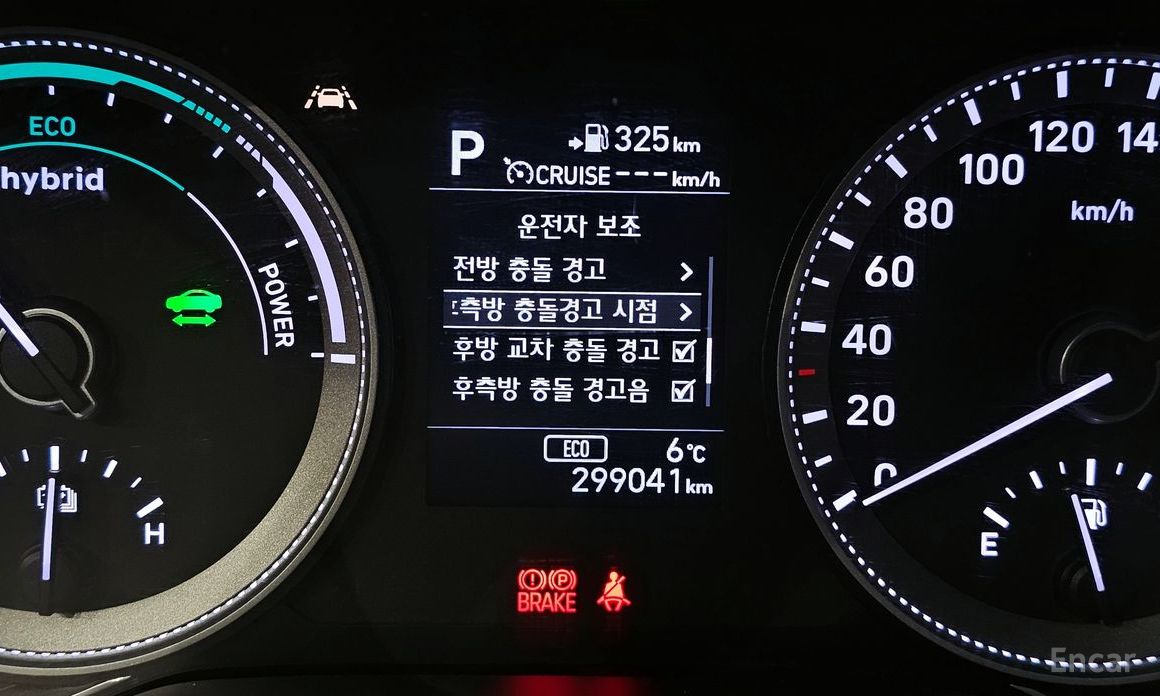 ECO
hybrid
POWER
H
P 325km
CRUISE---km/h
운전자 보조
전방 충돌 경고
측방 충돌경고 시점
후방 교차 충돌 경고
후측방 충돌 경고음
ECO 6℃
299041km
BRAKE
140
120
100
80
60
40
20
0
km/h
E
Encar